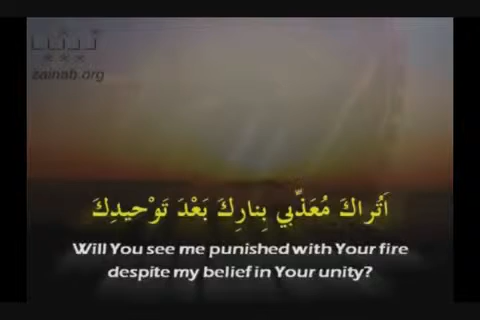 زينب
zainab.org
اَتُراكَ مُعَذِّبي بِنارِكَ بَعْدَ تَوْحيدِكَ
Will You see me punished with Your fire
despite my belief in Your unity?